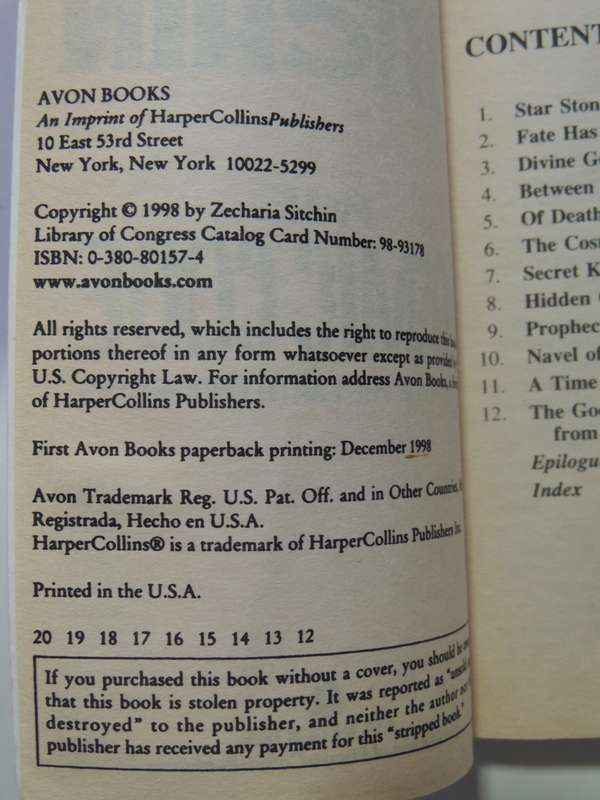 AVON BOOKS
An Imprint of HarperCollinsPublishers
10 East 53rd Street
New York, New York 10022-5299
Copyright © 1998 by Zecharia Sitchin
Library of Congress Catalog Card Number: 98-93178
ISBN: 0-380-80157-4
www.avonbooks.com
All rights reserved, which includes the right to reproduce this
portions thereof in any form whatsoever except as provided
U.S. Copyright Law. For information address Avon Books,
of HarperCollins Publishers.
First Avon Books paperback printing: December 1998
Avon Trademark Reg. U.S. Pat. Off. and in Other Countries,
Registrada, Hecho en U.S.A.
HarperCollins® is a trademark of HarperCollins Publishers Inc.
Printed in the U.S.A.
20 19 18 17 16 15 14 13 12
If you purchased this book without a cover, you should be
that this book is stolen property. It was reported as "unsold
destroyed" to the publisher, and neither the author nor
publisher has received any payment for this "stripped book."
CONTENT
1. Star Ston
2. Fate Has
3. Divine G
4. Between
5. Of Death
6. The Cos
7. Secret K
8. Hidden
9. Prophec
10. Navel of
11. A Time
12. The Go
from
Epilogu
Index